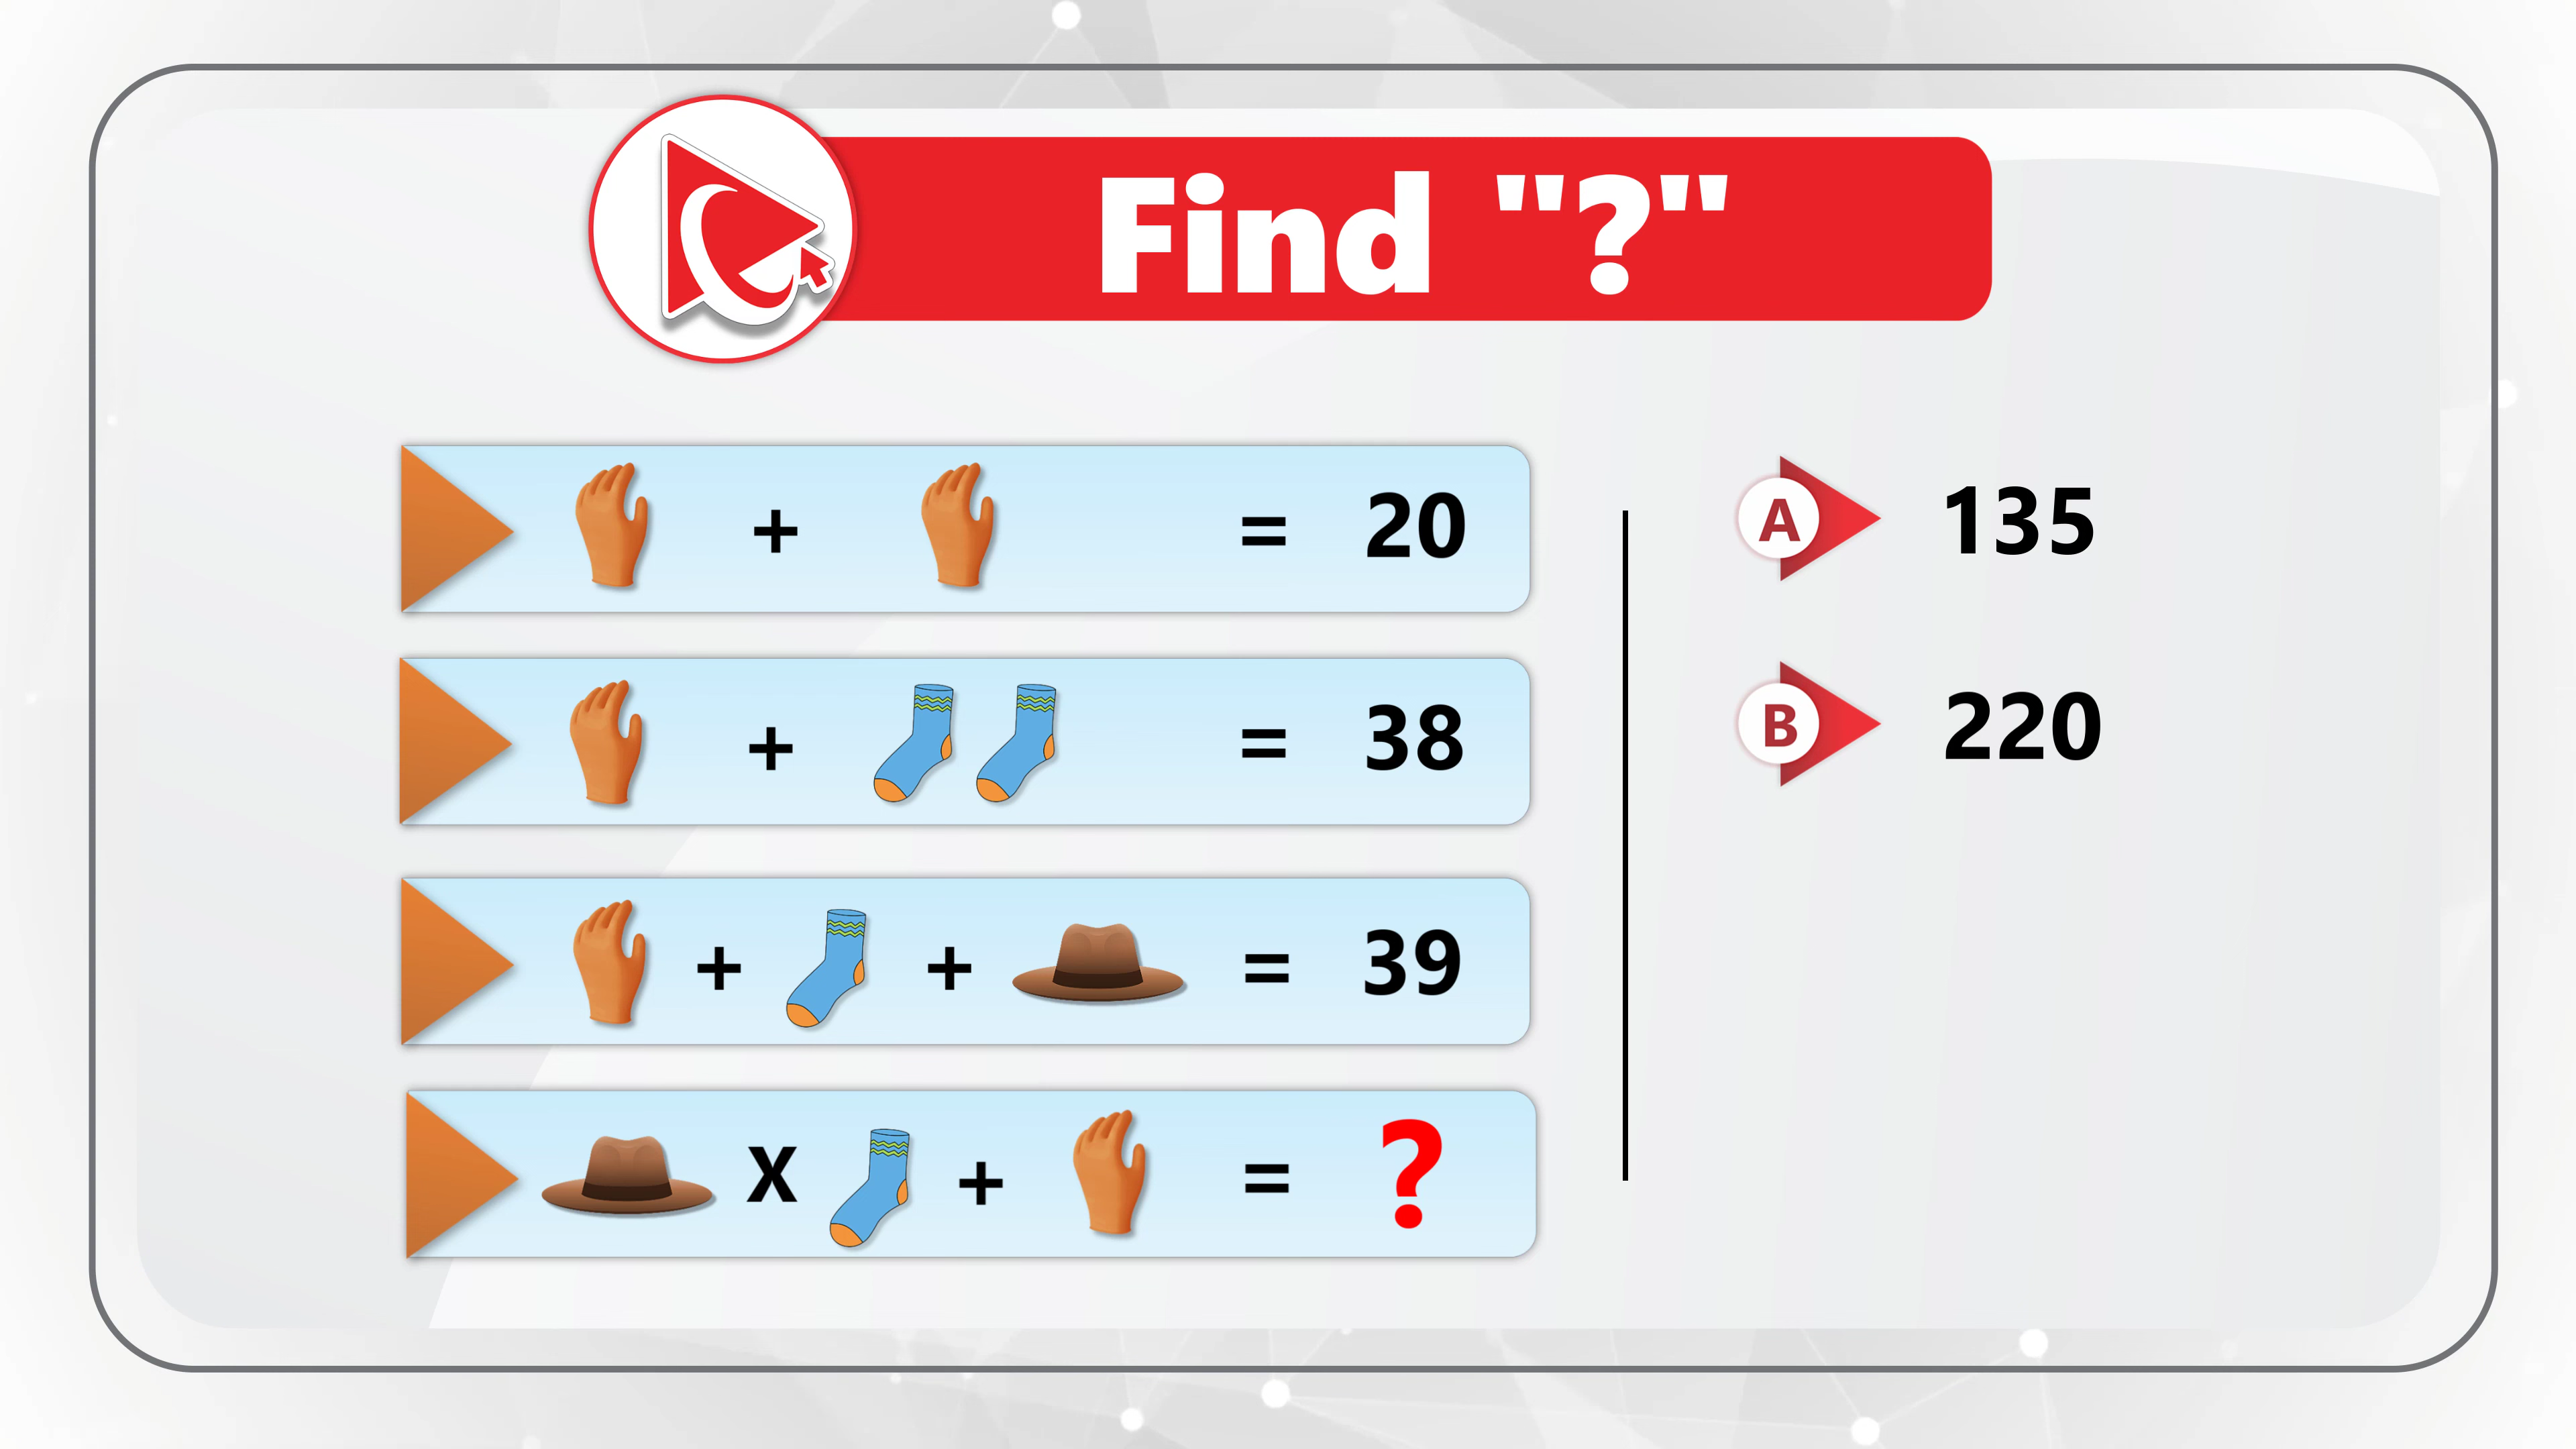 Find "?"
+ = 20
+ = 38
+ + = 39
X + = ?
A 135
B 220